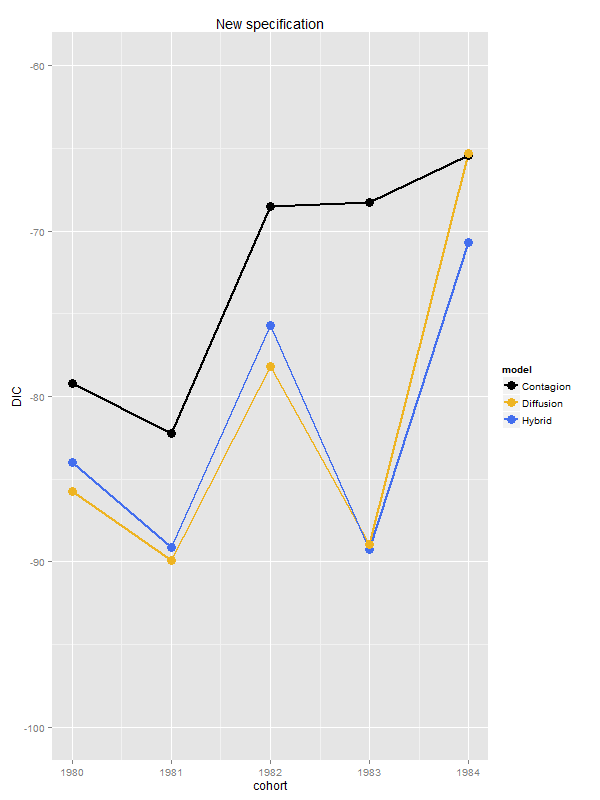 New specification
-60
-70
-80
-90
-100
DIC
1980 1981 1982 1983 1984
cohort
model
Contagion
Diffusion
Hybrid